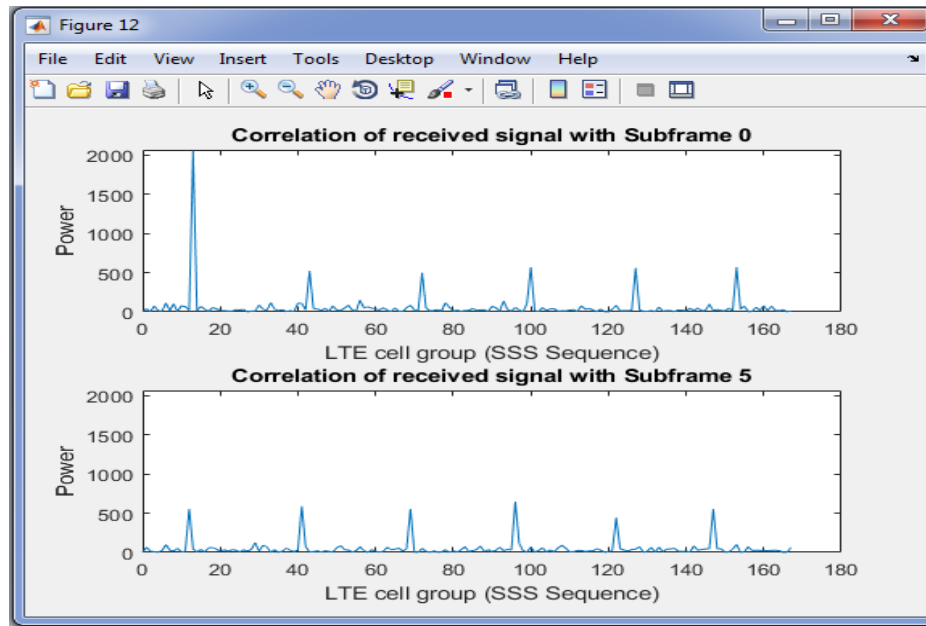 Figure 12
File Edit View Insert Tools Desktop Window Help
Correlation of received signal with Subframe 0
2000
1500
1000
500
0
Power
0 20 40 60 80 100 120 140 160 180
LTE cell group (SSS Sequence)
Correlation of received signal with Subframe 5
2000
1500
1000
500
0
Power
0 20 40 60 80 100 120 140 160 180
LTE cell group (SSS Sequence)